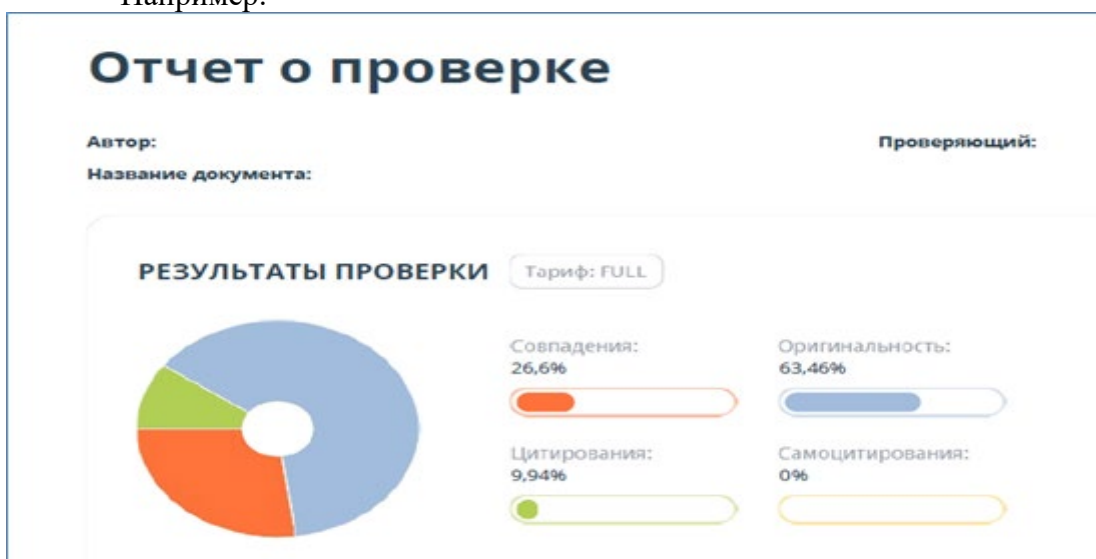 Например:
Отчет о проверке
Автор:
Проверяющий:
Название документа:
РЕЗУЛЬТАТЫ ПРОВЕРКИ
Тариф: FULL
Совпадения:
26,6%
Оригинальность:
63,46%
Цитирования:
9,94%
Самоцитирования:
0%